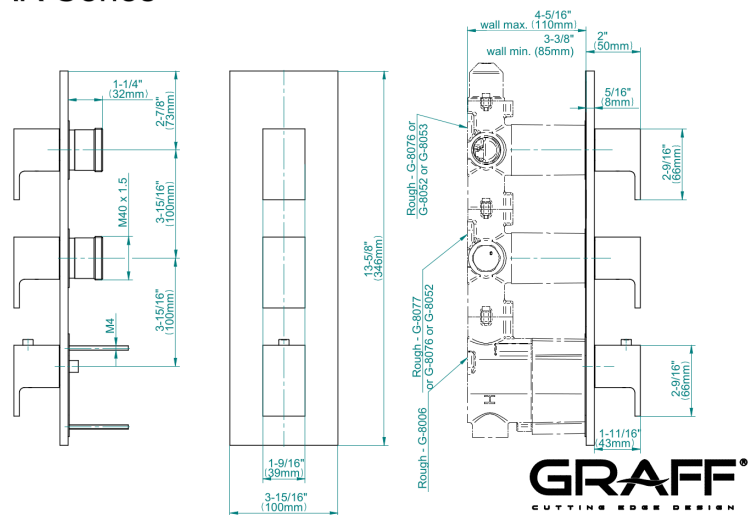 4-5/16"
wall max. (110mm)
3-3/8"
wall min. (85mm)
2"
(50mm)
1-1/4"
(32mm)
2-7/8"
(73mm)
5/16"
(8mm)
Rough - G-8076 or
G-8052 or G-8053
2-9/16"
(66mm)
M40 x 1.5
3-15/16"
(100mm)
13-5/8"
(346mm)
3-15/16"
(100mm)
M4
Rough - G-8077
or G-8076 or G-8052
Rough - G-8006
H
2-9/16"
(66mm)
1-11/16"
(43mm)
1-9/16"
(39mm)
3-15/16"
(100mm)
GRAFF®
CUTTING EDGE DESIGN